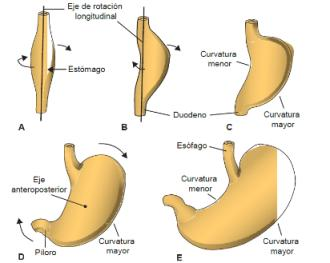 Eje de rotación
longitudinal
Estómago
A
B
Duodeno
Curvatura
menor
Curvatura
mayor
C
Eje
anteroposterior
Píloro
Curvatura
mayor
D
Esófago
Curvatura
menor
Curvatura
mayor
E